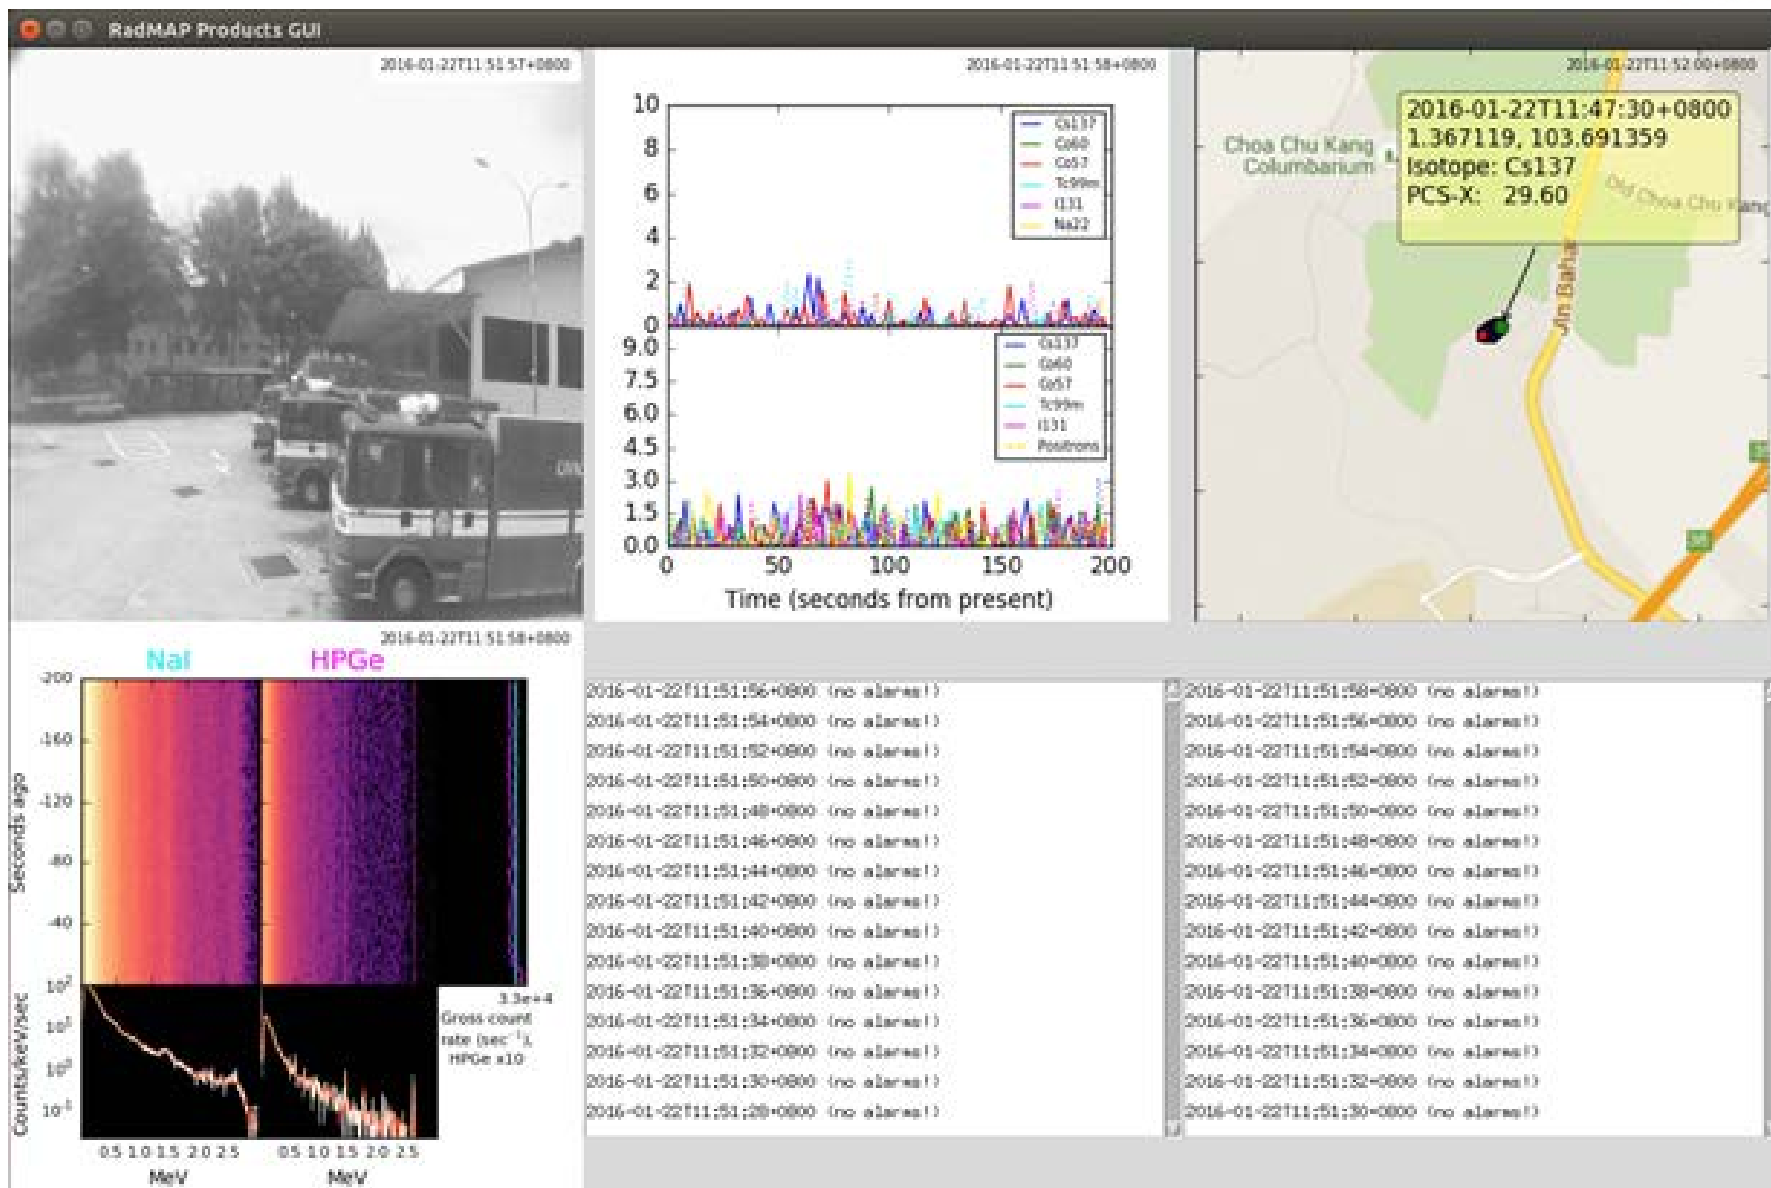 RadMAP Products GUI
2016-01-22T11:51:57+0800
2016-01-22T11:51:58+0800
10
8
6
4
2
0
Cs137
Co60
Co57
Tc99m
I131
Na22
9.0
7.5
6.0
4.5
3.0
1.5
0.0
Cs137
Co60
Co57
Tc99m
I131
Positrons
0 50 100 150 200
Time (seconds from present)
2016-01-22T11:52:00+0800
2016-01-22T11:47:30+0800
1.367119, 103.691359
Isotope: Cs137
PCS-X: 29.60
Choa Chu Kang
Columbarium
Old Choa Chu Kang
Jln Bahar
2016-01-22T11:51:58+0800
NaI HPGe
-200
-160
-120
-80
-40
Seconds ago
10²
10¹
10⁰
10⁻¹
Counts/keV/sec
0.5 1.0 1.5 2.0 2.5
0.5 1.0 1.5 2.0 2.5
MeV MeV
3.3e+4
Gross count
rate (sec⁻¹),
HPGe x10
2016-01-22T11:51:56+0800 (no alarms!)
2016-01-22T11:51:54+0800 (no alarms!)
2016-01-22T11:51:52+0800 (no alarms!)
2016-01-22T11:51:50+0800 (no alarms!)
2016-01-22T11:51:48+0800 (no alarms!)
2016-01-22T11:51:46+0800 (no alarms!)
2016-01-22T11:51:44+0800 (no alarms!)
2016-01-22T11:51:42+0800 (no alarms!)
2016-01-22T11:51:40+0800 (no alarms!)
2016-01-22T11:51:38+0800 (no alarms!)
2016-01-22T11:51:36+0800 (no alarms!)
2016-01-22T11:51:34+0800 (no alarms!)
2016-01-22T11:51:32+0800 (no alarms!)
2016-01-22T11:51:30+0800 (no alarms!)
2016-01-22T11:51:28+0800 (no alarms!)
2016-01-22T11:51:58+0800 (no alarms!)
2016-01-22T11:51:56+0800 (no alarms!)
2016-01-22T11:51:54+0800 (no alarms!)
2016-01-22T11:51:52+0800 (no alarms!)
2016-01-22T11:51:50+0800 (no alarms!)
2016-01-22T11:51:48+0800 (no alarms!)
2016-01-22T11:51:46+0800 (no alarms!)
2016-01-22T11:51:44+0800 (no alarms!)
2016-01-22T11:51:42+0800 (no alarms!)
2016-01-22T11:51:40+0800 (no alarms!)
2016-01-22T11:51:38+0800 (no alarms!)
2016-01-22T11:51:36+0800 (no alarms!)
2016-01-22T11:51:34+0800 (no alarms!)
2016-01-22T11:51:32+0800 (no alarms!)
2016-01-22T11:51:30+0800 (no alarms!)